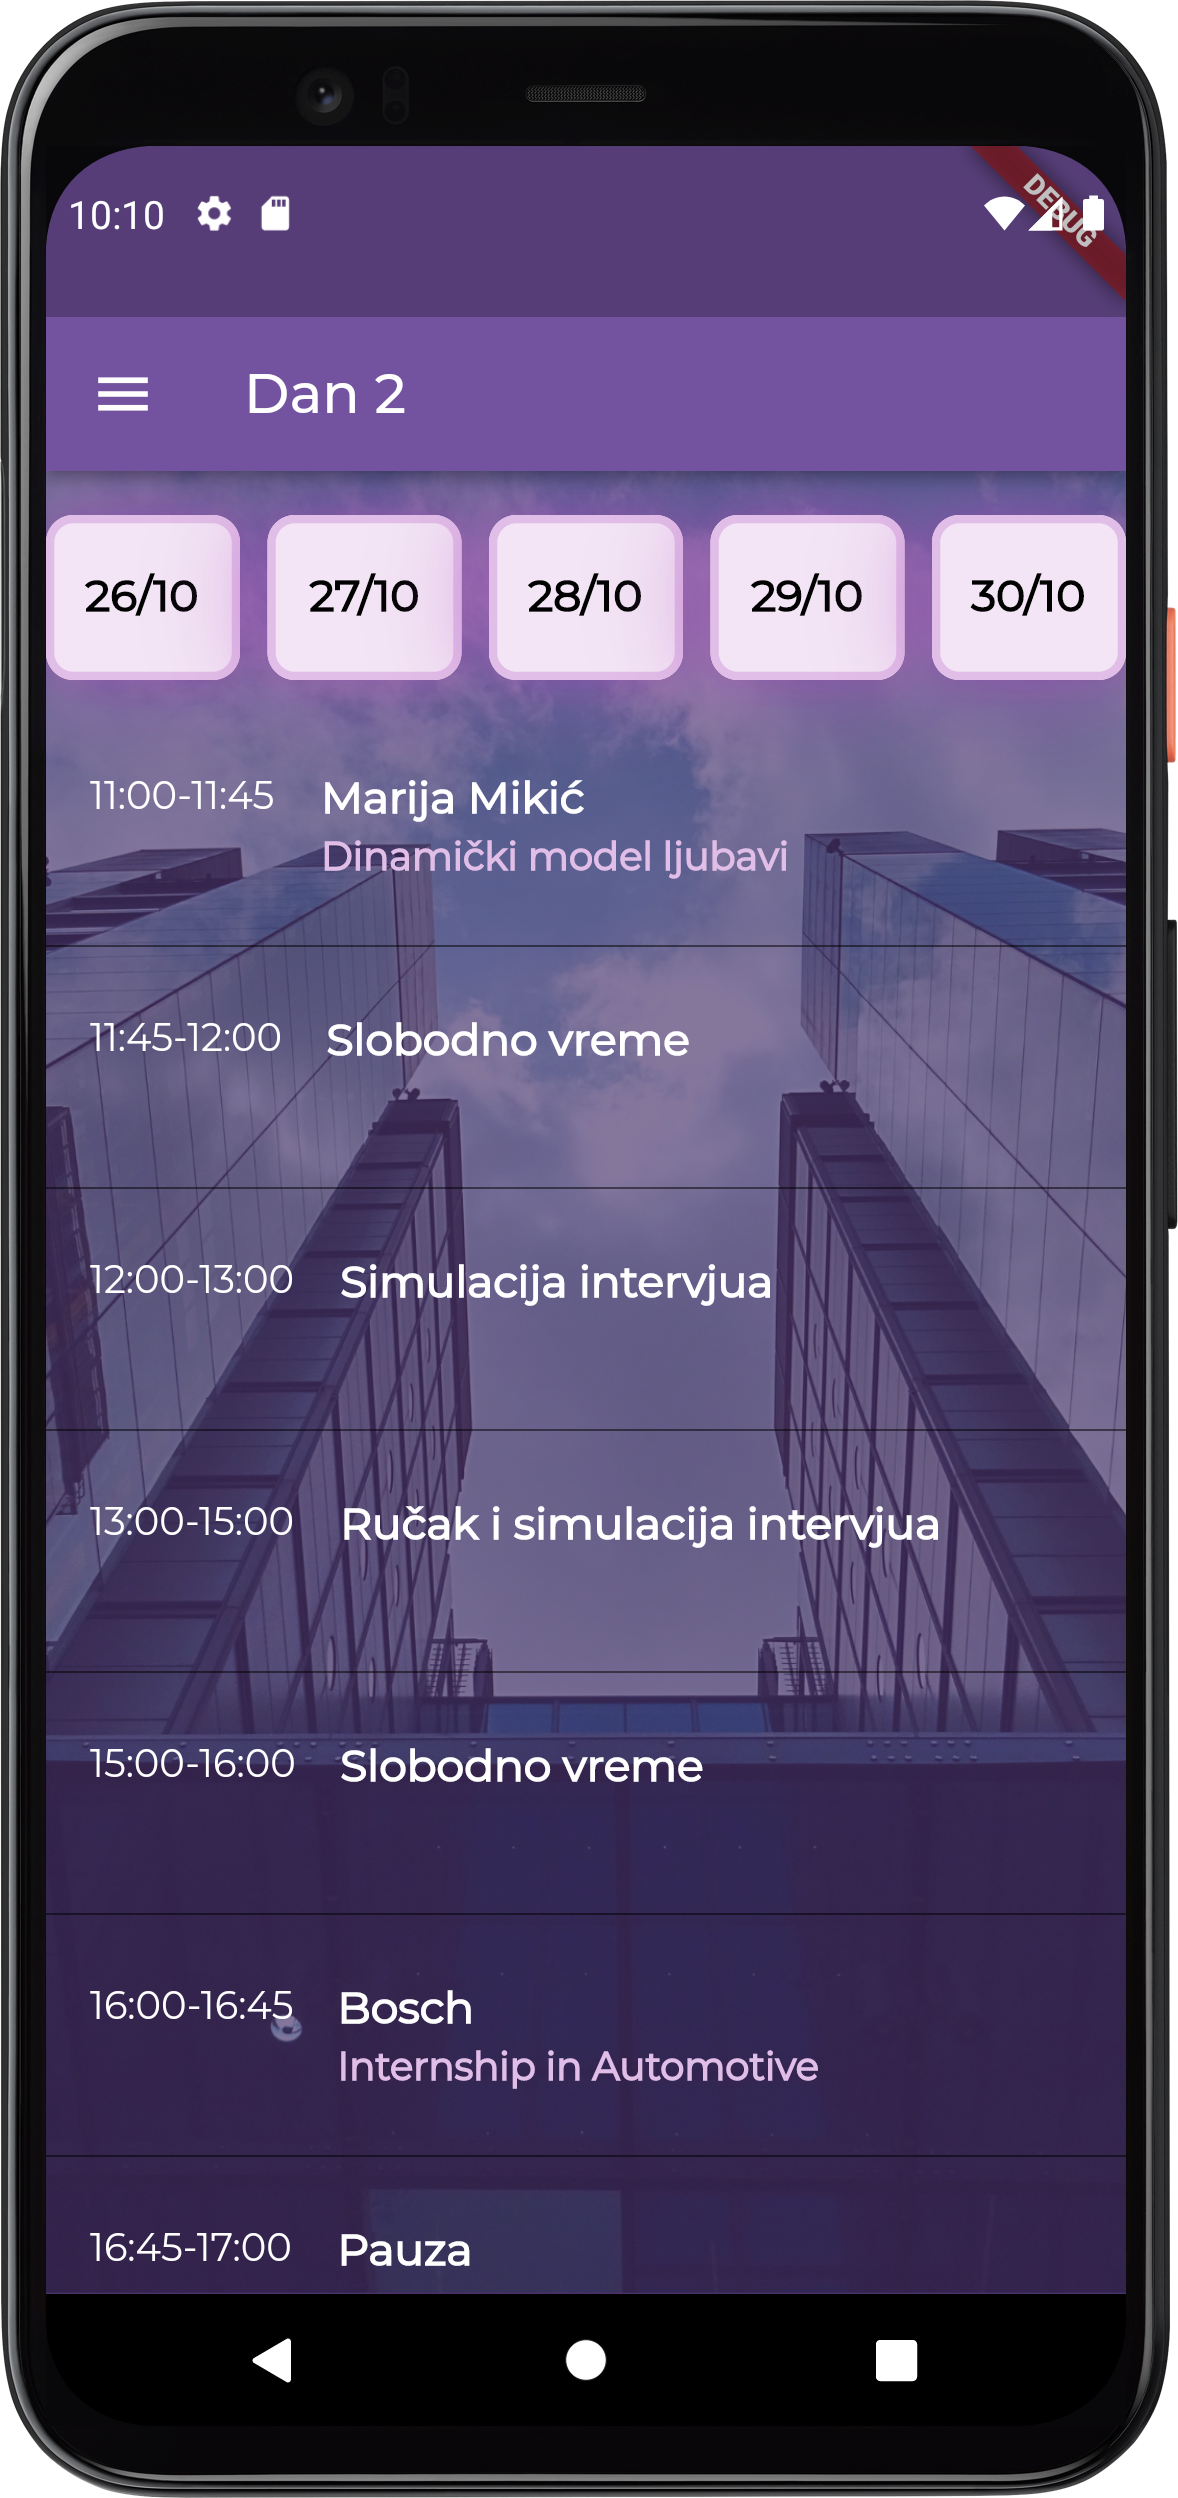 10:10
DEBUG
Dan 2
26/10 27/10 28/10 29/10 30/10
11:00-11:45 Marija Mikić
Dinamički model ljubavi
11:45-12:00 Slobodno vreme
12:00-13:00 Simulacija intervjua
13:00-15:00 Ručak i simulacija intervjua
15:00-16:00 Slobodno vreme
16:00-16:45 Bosch
Internship in Automotive
16:45-17:00 Pauza